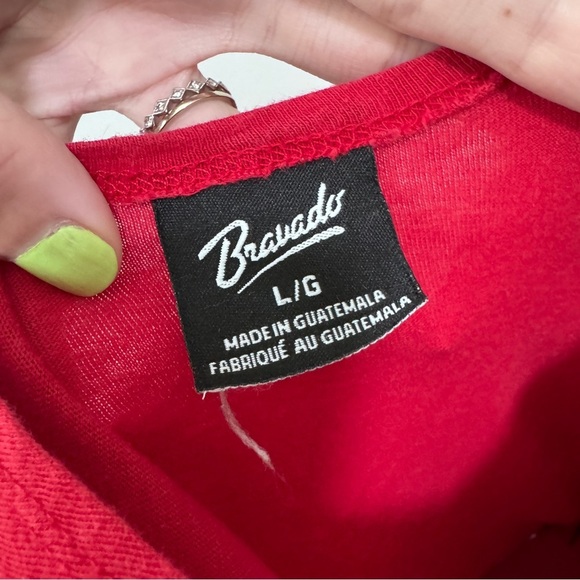 Bravado
L/G
MADE IN GUATEMALA
FABRIQUÉ AU GUATEMALA